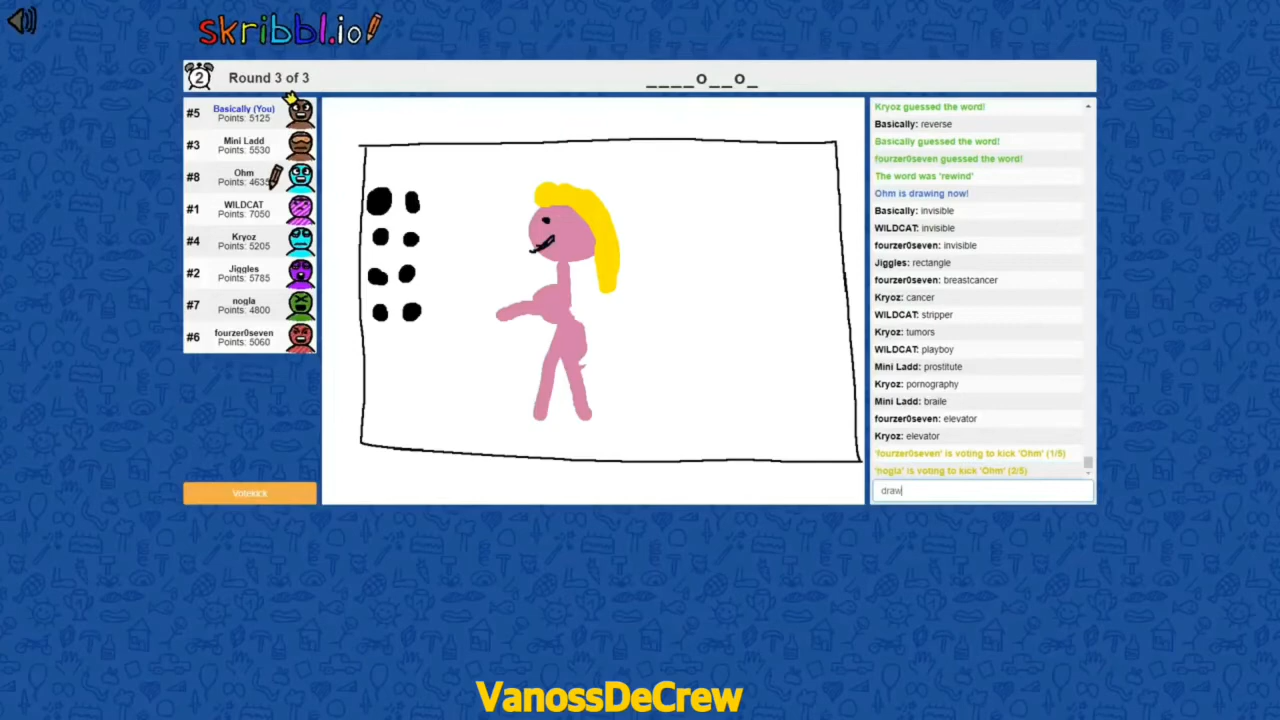 skribbl.io
2 Round 3 of 3 ____o__o_
#5 Basically (You) Points: 5125
#3 Mini Ladd Points: 5530
#8 Ohm Points: 4635
#1 WILDCAT Points: 7050
#4 Kryoz Points: 5205
#2 Jiggles Points: 5785
#7 nogla Points: 4800
#6 fourzer0seven Points: 5060
Votekick
Kryoz guessed the word!
Basically: reverse
Basically guessed the word!
fourzer0seven guessed the word!
The word was 'rewind'
Ohm is drawing now!
Basically: invisible
WILDCAT: invisible
fourzer0seven: invisible
Jiggles: rectangle
fourzer0seven: breastcancer
Kryoz: cancer
WILDCAT: stripper
Kryoz: tumors
WILDCAT: playboy
Mini Ladd: prostitute
Kryoz: pornography
Mini Ladd: braile
fourzer0seven: elevator
Kryoz: elevator
'fourzer0seven' is voting to kick 'Ohm' (1/5)
'nogla' is voting to kick 'Ohm' (2/5)
draw
VanossDeCrew